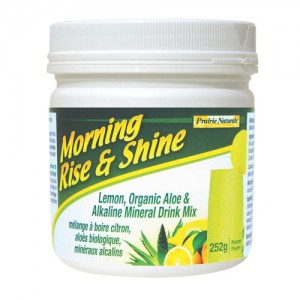 Prairie Naturals
Morning
Rise & Shine
Lemon, Organic Aloe &
Alkaline Mineral Drink Mix
mélange à boire citron,
aloès biologique,
minéraux alcalins
252g